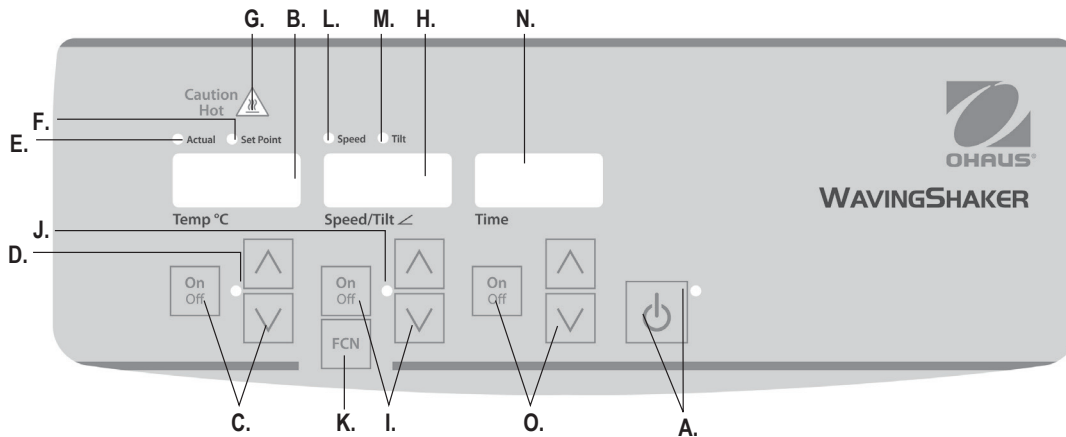 G. B. L. M. H. N.
Caution
Hot
F.
E.
Actual Set Point Speed Tilt
OHAUS®
WAVINGSHAKER
Temp °C Speed/Tilt ∠ Time
J.
D.
On
Off
On
Off
On
Off
FCN
C. K. I. O. A.